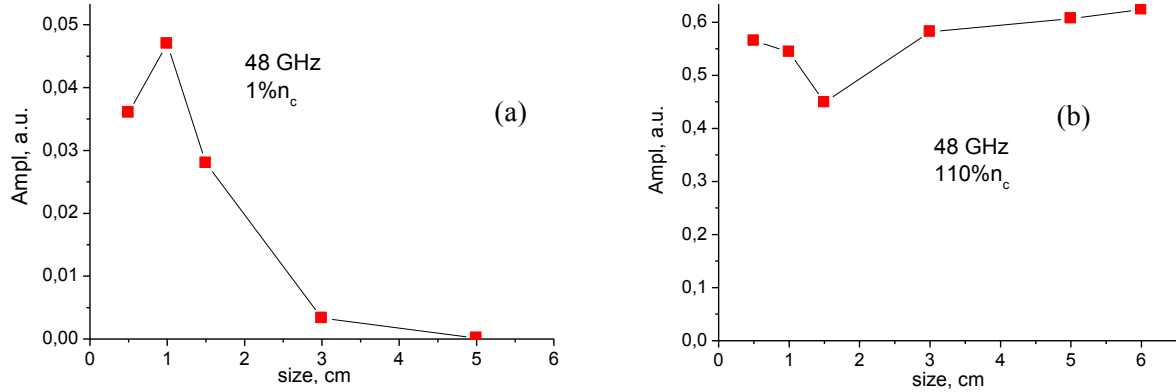 0,05
0,04
0,03
0,02
0,01
0,00
Ampl, a.u.
48 GHz
1%n_c
(a)
0 1 2 3 4 5 6
size, cm
0,6
0,5
0,4
0,3
0,2
0,1
0,0
Ampl, a.u.
(b)
48 GHz
110%n_c
0 1 2 3 4 5 6
size, cm